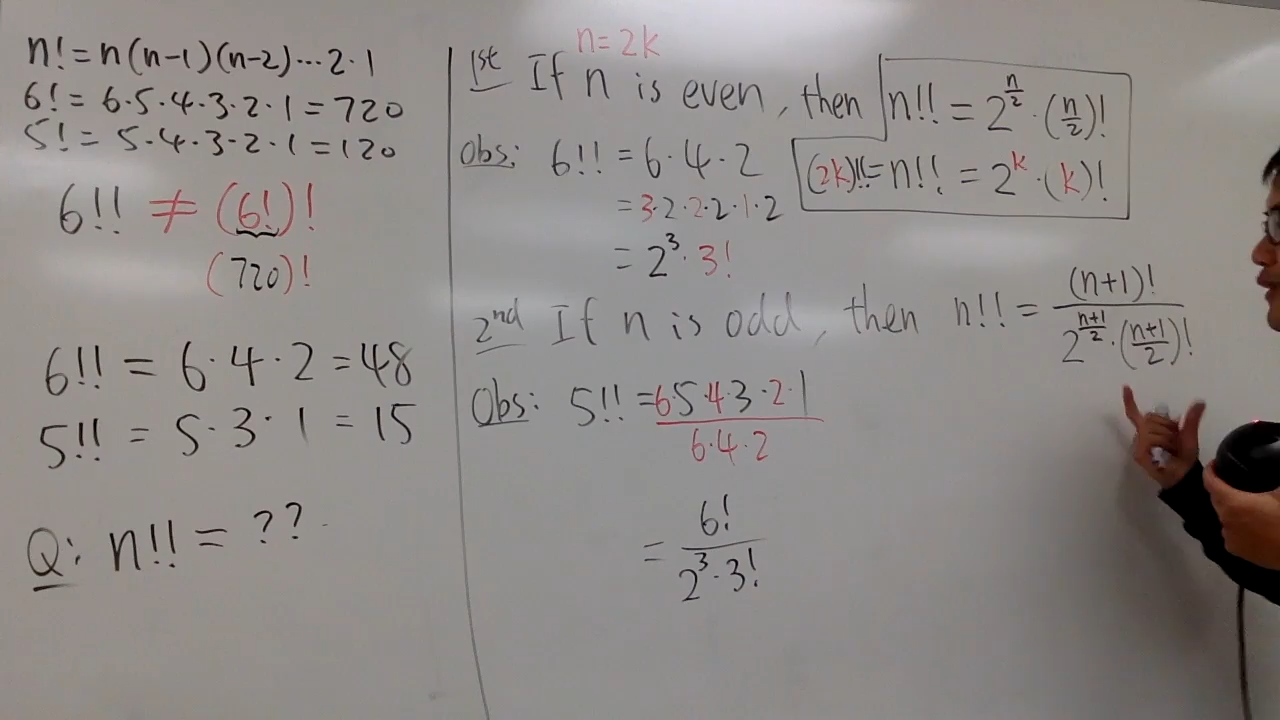 n! = n(n-1)(n-2)...2·1
6! = 6·5·4·3·2·1 = 720
5! = 5·4·3·2·1 = 120
6!! ≠ (6!)!
(720)!
6!! = 6·4·2 = 48
5!! = 5·3·1 = 15
Q: n!! = ??
n=2k
1st If n is even, then n!! = 2^(n/2) · (n/2)!
(2k)!! = n!! = 2^k · (k)!
Obs: 6!! = 6·4·2
= 3·2·2·2·1·2
= 2^3 · 3!
2nd If n is odd, then n!! = (n+1)! / (2^((n+1)/2) · ((n+1)/2)!)
Obs: 5!! = 6·5·4·3·2·1 / 6·4·2
= 6! / (2^3 · 3!)